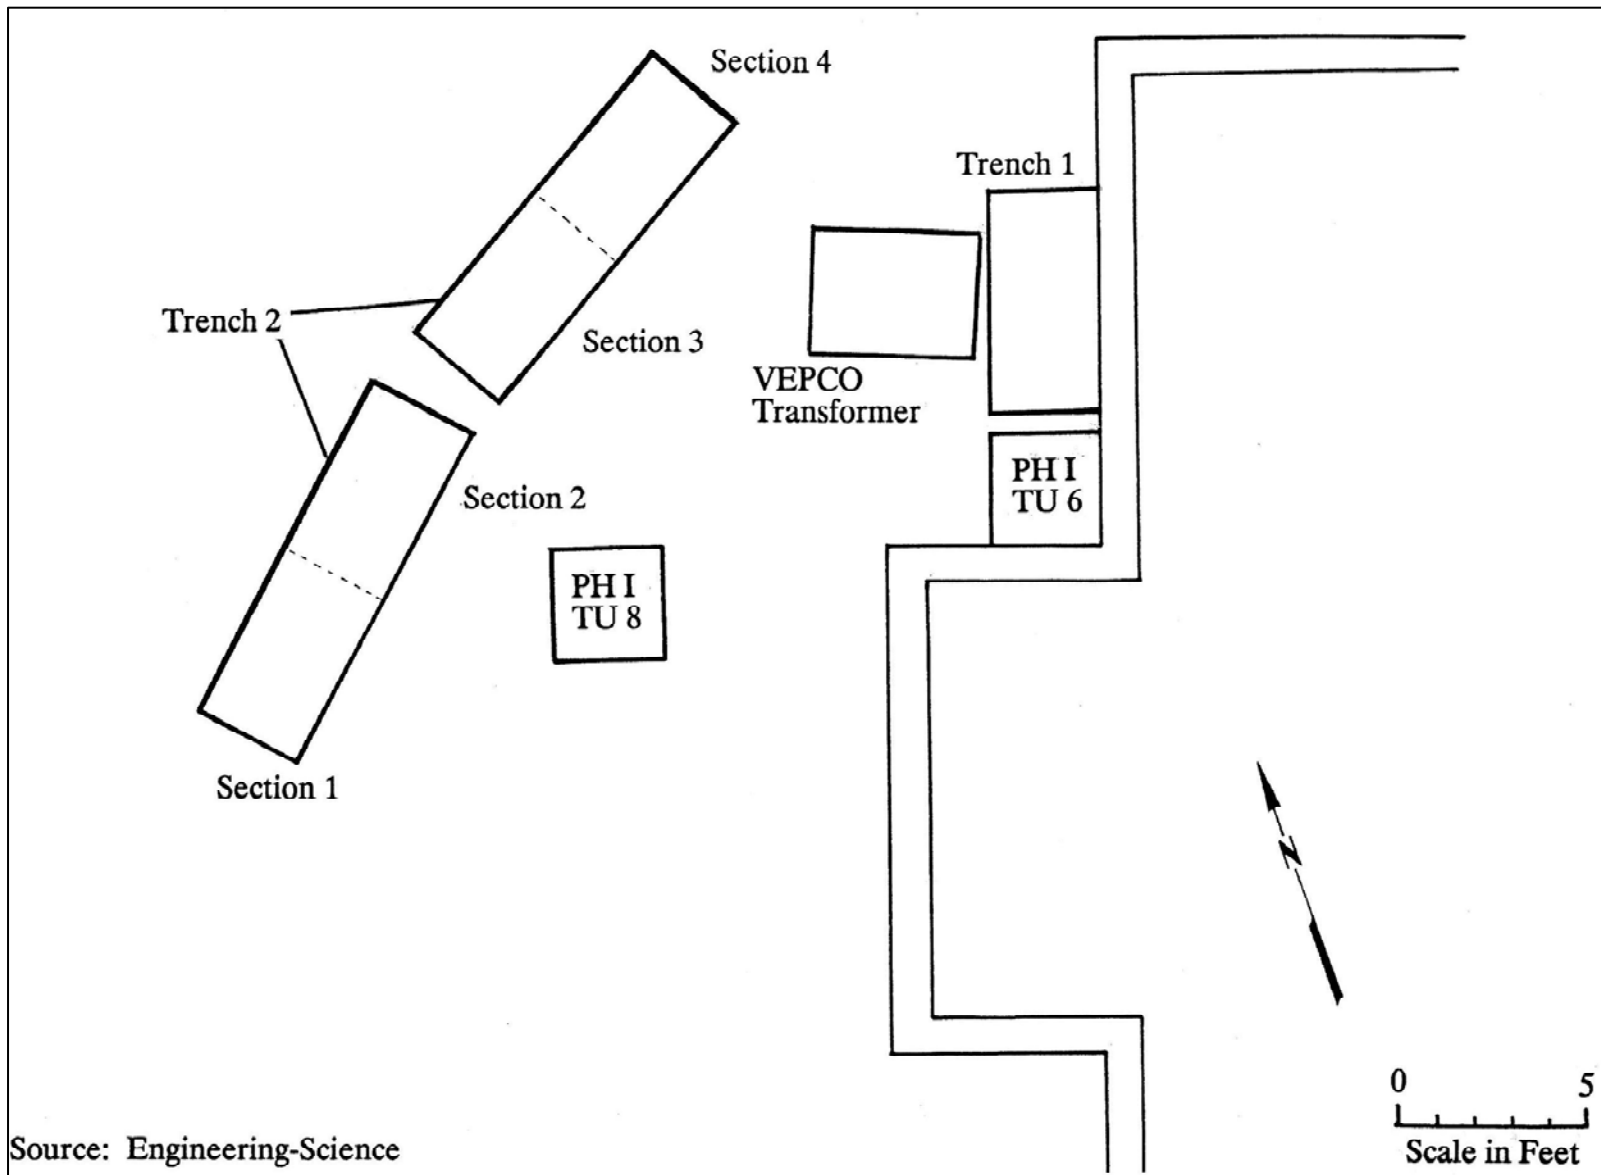 Section 4
Trench 1
Trench 2
Section 3
VEPCO
Transformer
PH I
TU 6
Section 2
PH I
TU 8
Section 1
N
0 5
Scale in Feet
Source: Engineering-Science